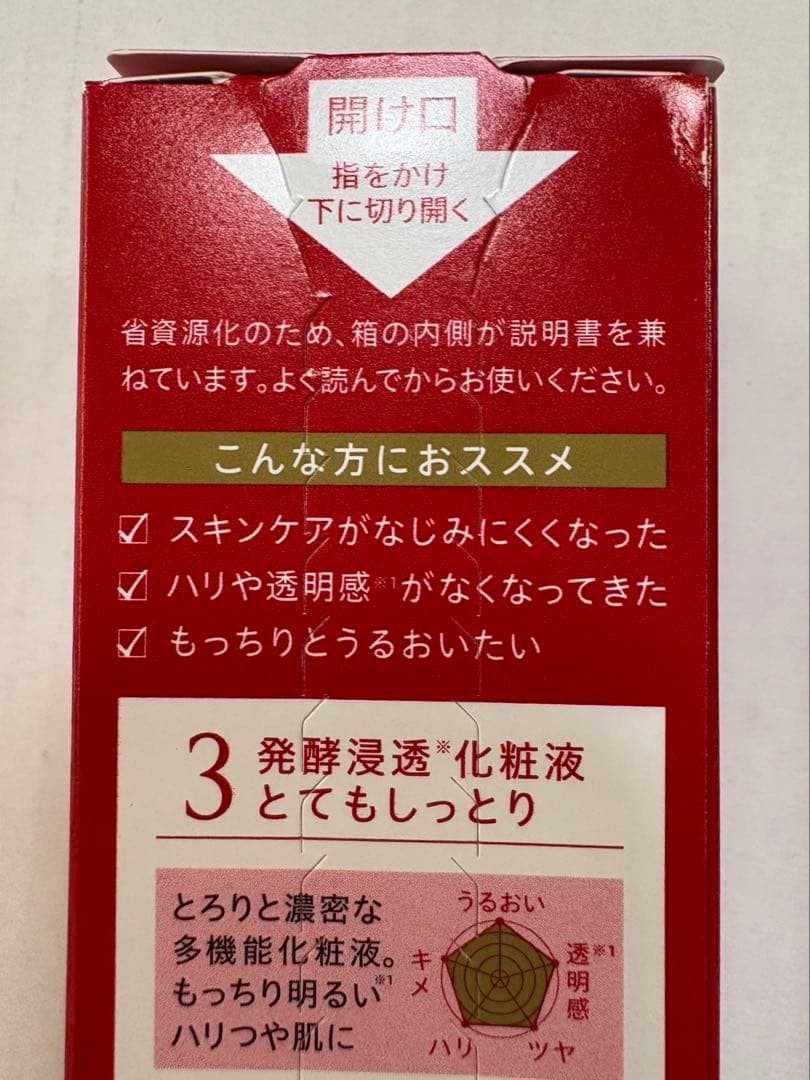 開け口
指をかけ
下に切り開く
省資源化のため、箱の内側が説明書を兼
ねています。よく読んでからお使いください。
こんな方におススメ
スキンケアがなじみにくくなった
ハリや透明感※1がなくなってきた
もっちりとうるおいたい
3 発酵浸透※化粧液
とてもしっとり
とろりと濃密な
多機能化粧液。
もっちり明るい※1
ハリつや肌に
うるおい
透明感※1
ツヤ
ハリ
キメ